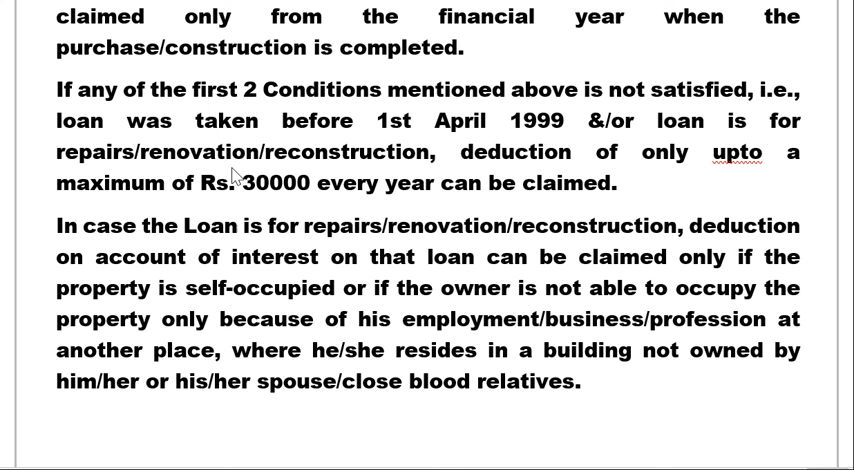 claimed only from the financial year when the
purchase/construction is completed.
If any of the first 2 Conditions mentioned above is not satisfied, i.e.,
loan was taken before 1st April 1999 &/or loan is for
repairs/renovation/reconstruction, deduction of only upto a
maximum of Rs. 30000 every year can be claimed.
In case the Loan is for repairs/renovation/reconstruction, deduction
on account of interest on that loan can be claimed only if the
property is self-occupied or if the owner is not able to occupy the
property only because of his employment/business/profession at
another place, where he/she resides in a building not owned by
him/her or his/her spouse/close blood relatives.